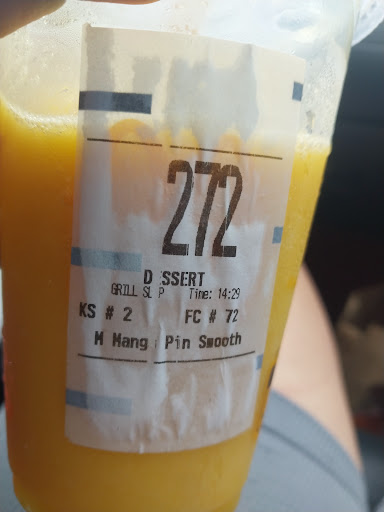 272
DESSERT
GRILL SLIP Time: 14:29
KS # 2 FC # 72
M Mang Pin Smooth